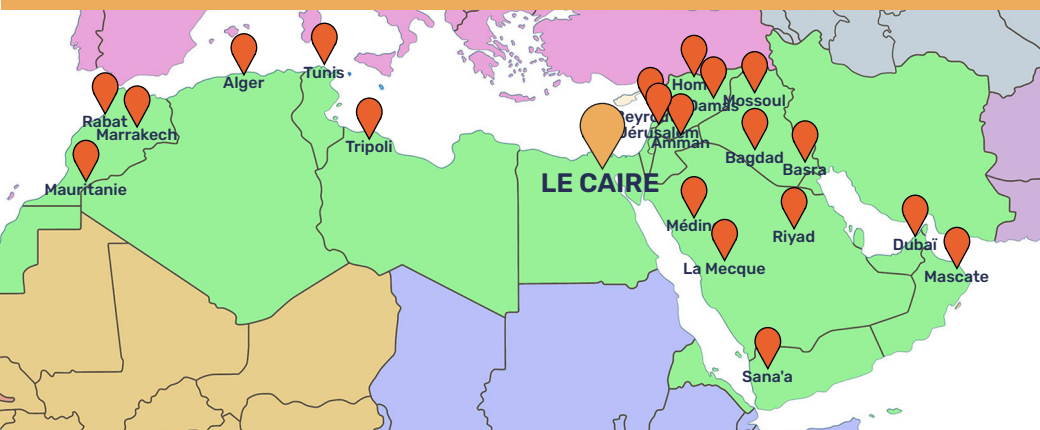 Tunis
Alger
Hom
Mossoul
Damas
Rabat
Beyrou
Marrakech
Jérusalem
Tripoli
Amman
Bagdad
Basra
LE CAIRE
Mauritanie
Médin
Riyad
Dubaï
La Mecque
Mascate
Sana'a